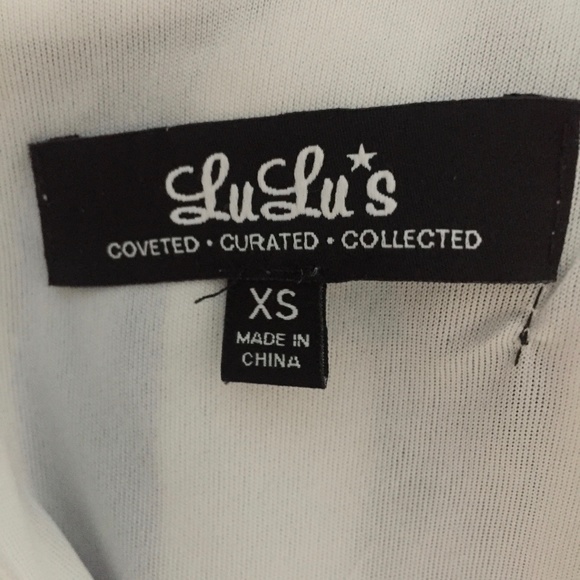 LuLu's
COVETED • CURATED • COLLECTED
XS
MADE IN
CHINA